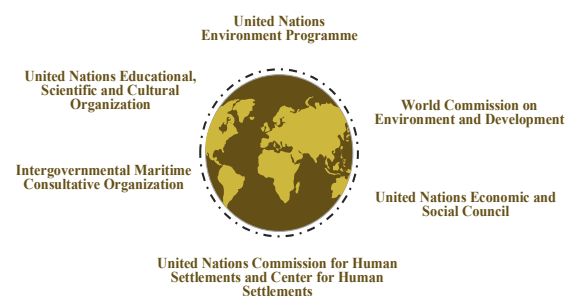 United Nations
Environment Programme
United Nations Educational,
Scientific and Cultural
Organization
World Commission on
Environment and Development
Intergovernmental Maritime
Consultative Organization
United Nations Economic and
Social Council
United Nations Commission for Human
Settlements and Center for Human
Settlements